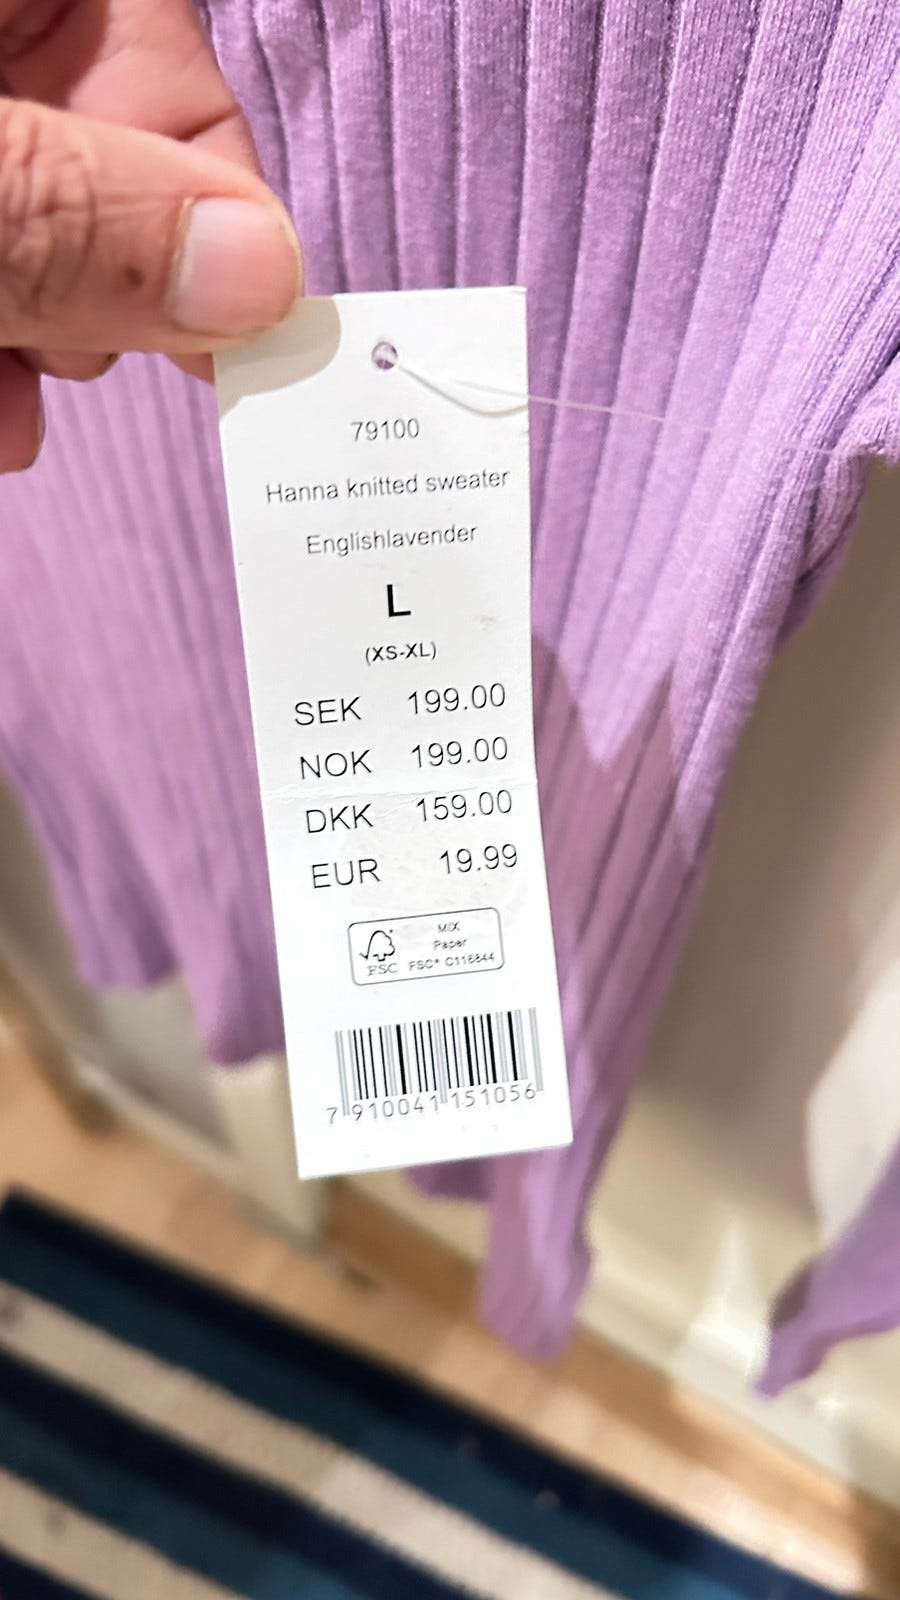 79100
Hanna knitted sweater
Englishlavender
L
(XS-XL)
SEK 199.00
NOK 199.00
DKK 159.00
EUR 19.99
MIX
Paper
FSC FSC® C118844
7 910041 151056